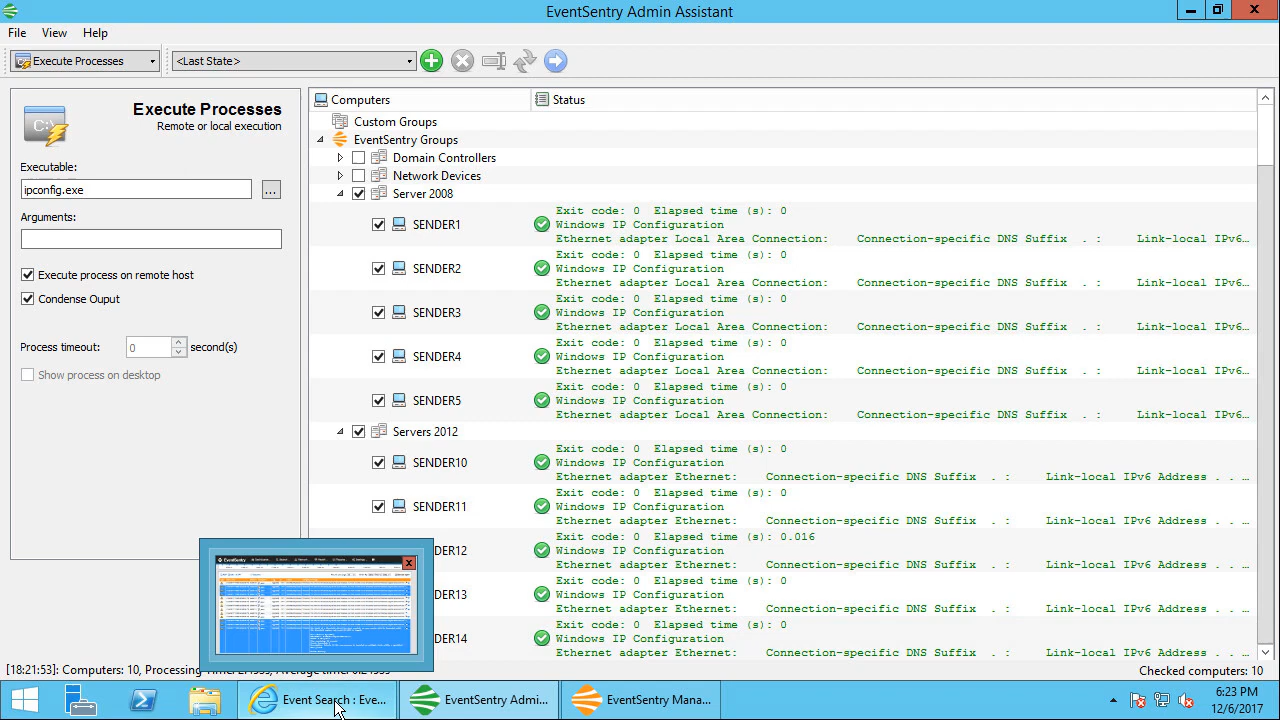 EventSentry Admin Assistant
File View Help
Execute Processes <Last State>
Execute Processes
Remote or local execution
Executable:
ipconfig.exe ...
Arguments:
Execute process on remote host
Condense Ouput
Process timeout: 0 second(s)
Show process on desktop
Computers Status
Custom Groups
EventSentry Groups
Domain Controllers
Network Devices
Server 2008
SENDER1
Exit code: 0 Elapsed time (s): 0
Windows IP Configuration
Ethernet adapter Local Area Connection: Connection-specific DNS Suffix . : Link-local IPv6...
SENDER2
Exit code: 0 Elapsed time (s): 0
Windows IP Configuration
Ethernet adapter Local Area Connection: Connection-specific DNS Suffix . : Link-local IPv6...
SENDER3
Exit code: 0 Elapsed time (s): 0
Windows IP Configuration
Ethernet adapter Local Area Connection: Connection-specific DNS Suffix . : Link-local IPv6...
SENDER4
Exit code: 0 Elapsed time (s): 0
Windows IP Configuration
Ethernet adapter Local Area Connection: Connection-specific DNS Suffix . : Link-local IPv6...
SENDER5
Exit code: 0 Elapsed time (s): 0
Windows IP Configuration
Ethernet adapter Local Area Connection: Connection-specific DNS Suffix . : Link-local IPv6...
Servers 2012
SENDER10
Exit code: 0 Elapsed time (s): 0
Windows IP Configuration
Ethernet adapter Ethernet: Connection-specific DNS Suffix . : Link-local IPv6 Address . . ...
SENDER11
Exit code: 0 Elapsed time (s): 0
Windows IP Configuration
Ethernet adapter Ethernet: Connection-specific DNS Suffix . : Link-local IPv6 Address . . ...
DER12
Exit code: 0 Elapsed time (s): 0.016
Windows IP Configuration
Ethernet adapter Ethernet: Connection-specific DNS Suffix . : Link-local IPv6 Address . . ...
DER13
Exit code: 0 Elapsed time (s): 0
Windows IP Configuration
Ethernet adapter Ethernet: Connection-specific DNS Suffix . : Link-local IPv6 Address . . ...
DER14
Exit code: 0 Elapsed time (s): 0
Windows IP Configuration
Ethernet adapter Ethernet: Connection-specific DNS Suffix . : Link-local IPv6 Address . . ...
EventSentry
[18:21:53]: Computers: 10, Processing
Checked computers: 10
Event Search : Eve... EventSentry Admi... EventSentry Mana...
6:23 PM
12/6/2017